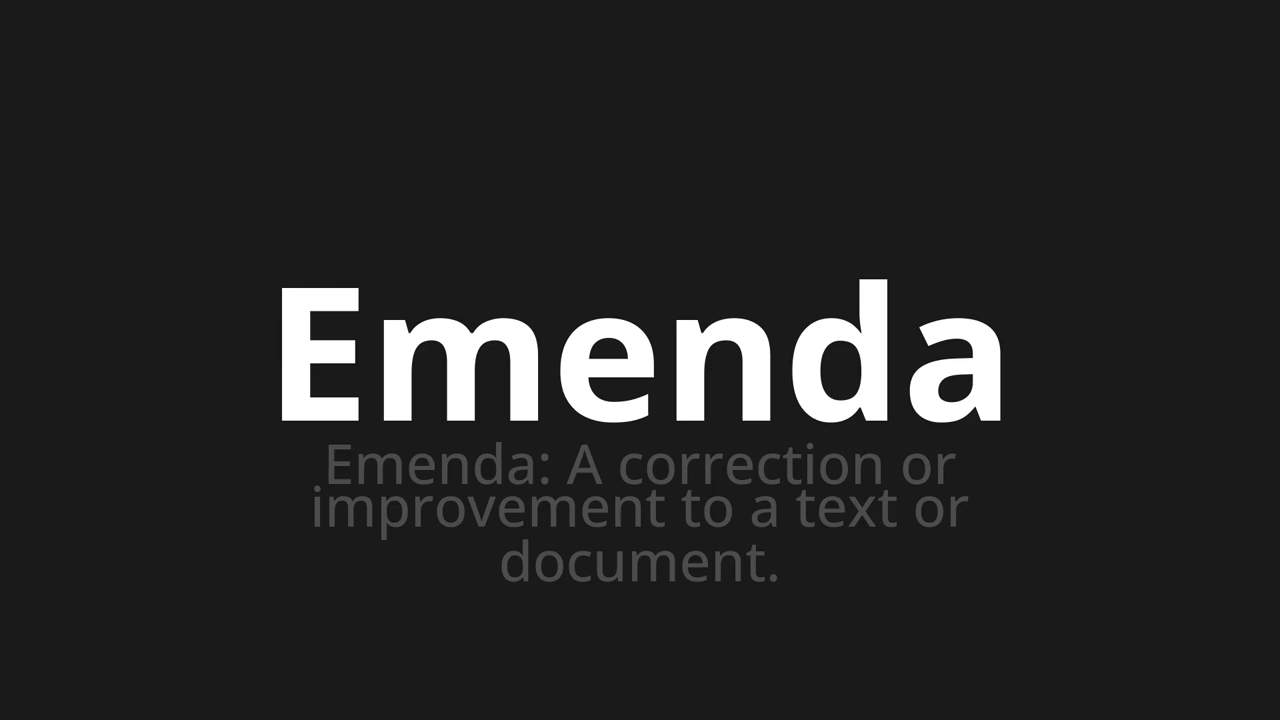 Emenda
Emenda: A correction or
improvement to a text or
document.